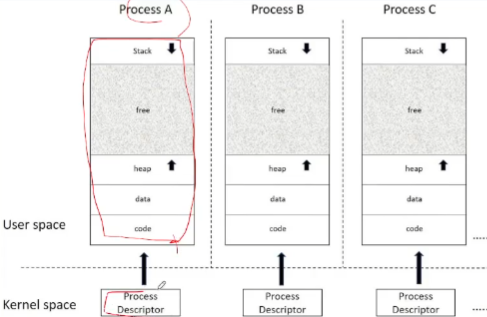 Process A
Process B
Process C
Stack
Stack
Stack
free
free
free
heap
heap
heap
data
data
data
User space
code
code
code
.....
Kernel space
Process
Descriptor
Process
Descriptor
Process
Descriptor
.....